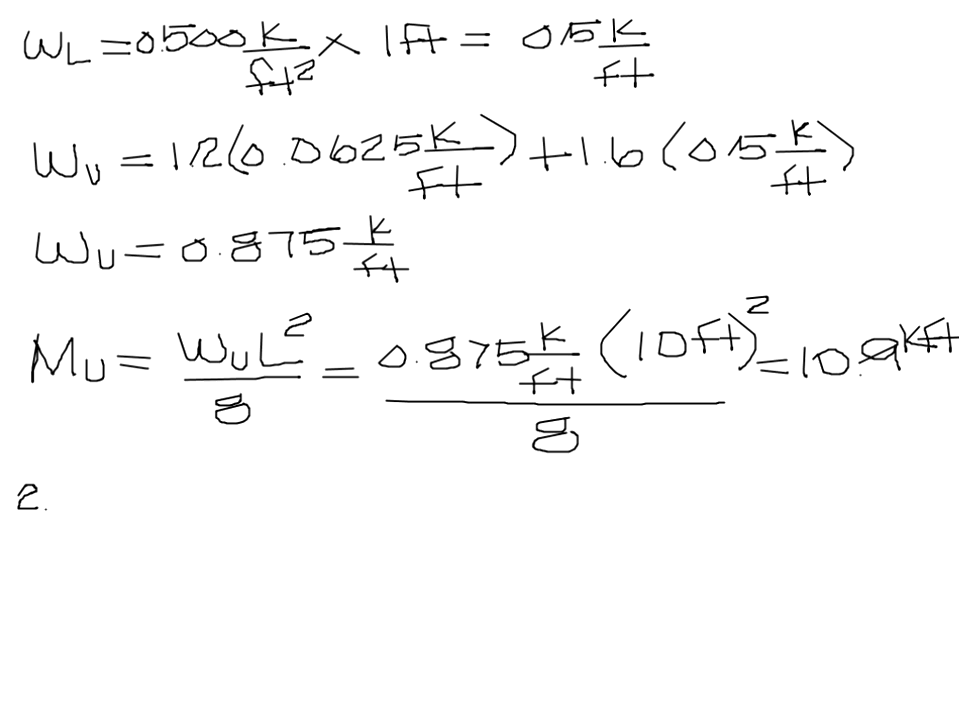 WL = 0.500 K/ft² × 1ft = 0.5 K/ft
Wu = 1.2(0.0625 K/ft) + 1.6(0.5 K/ft)
Wu = 0.875 K/ft
Mu = WuL²/8 = 0.875 K/ft (10ft)²/8 = 10.9 Kft
2.